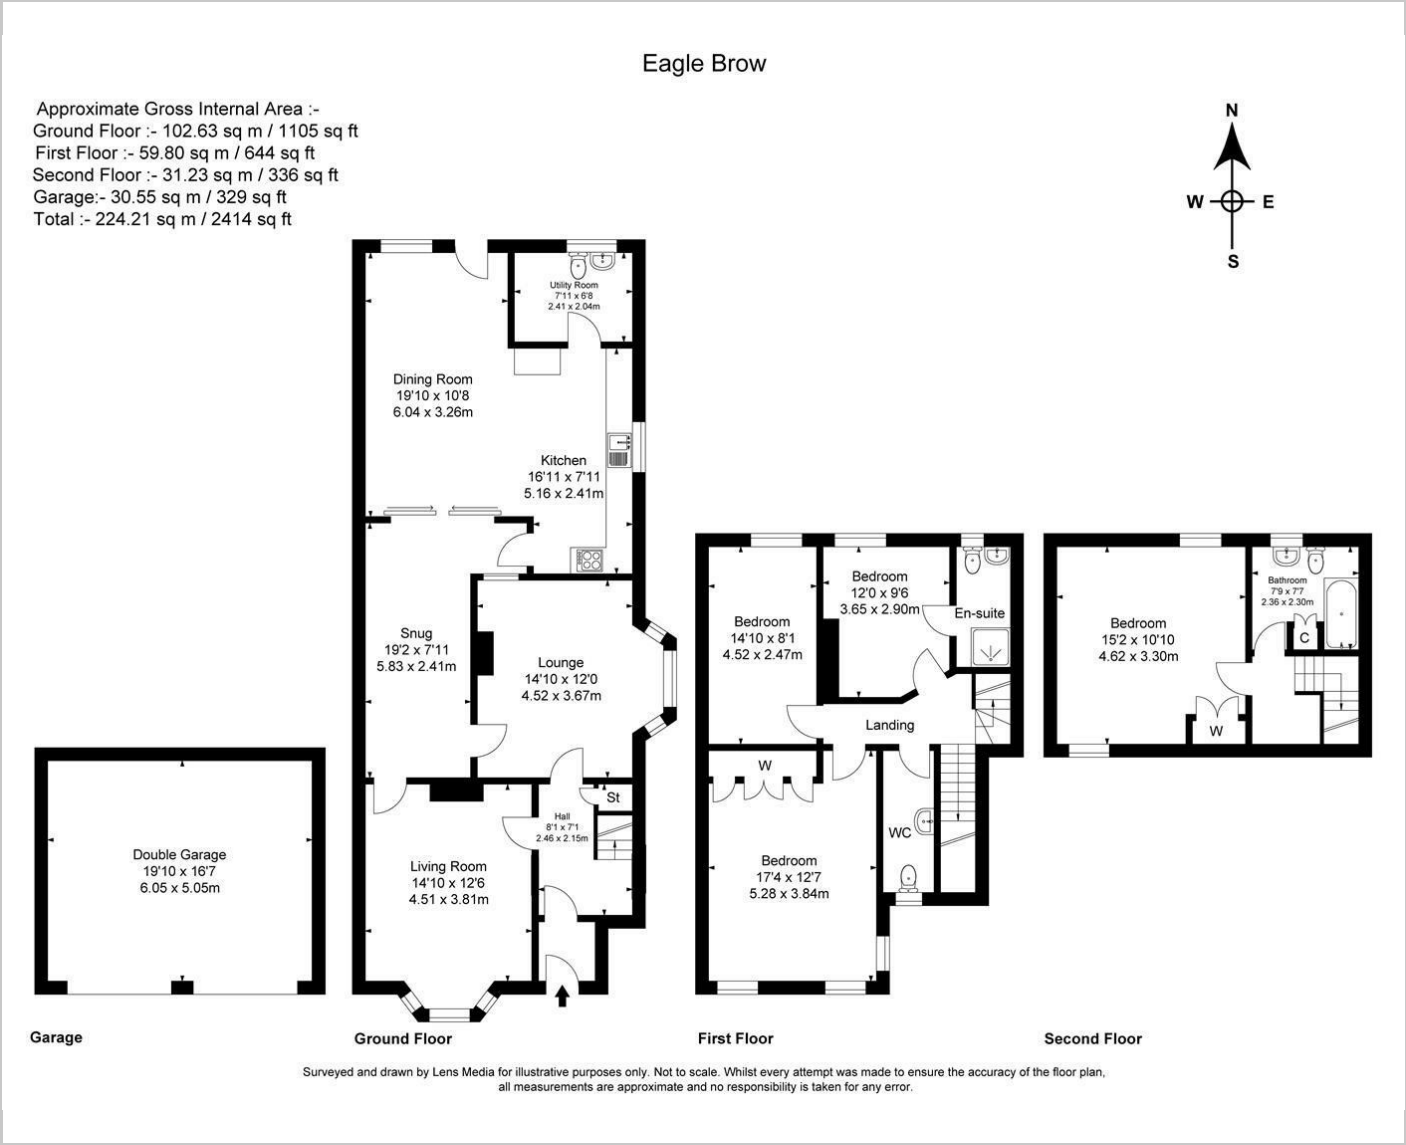 Eagle Brow
Approximate Gross Internal Area :-
Ground Floor :- 102.63 sq m / 1105 sq ft
First Floor :- 59.80 sq m / 644 sq ft
Second Floor :- 31.23 sq m / 336 sq ft
Garage:- 30.55 sq m / 329 sq ft
Total :- 224.21 sq m / 2414 sq ft
N
W E
S
Utility Room
7'11 x 6'8
2.41 x 2.04m
Dining Room
19'10 x 10'8
6.04 x 3.26m
Kitchen
16'11 x 7'11
5.16 x 2.41m
Snug
19'2 x 7'11
5.83 x 2.41m
Lounge
14'10 x 12'0
4.52 x 3.67m
St
Hall
8'1 x 7'1
2.46 x 2.15m
Living Room
14'10 x 12'6
4.51 x 3.81m
Double Garage
19'10 x 16'7
6.05 x 5.05m
Bedroom
14'10 x 8'1
4.52 x 2.47m
Bedroom
12'0 x 9'6
3.65 x 2.90m
En-suite
Landing
W
WC
Bedroom
17'4 x 12'7
5.28 x 3.84m
Bedroom
15'2 x 10'10
4.62 x 3.30m
Bathroom
7'9 x 7'7
2.36 x 2.30m
C
W
Garage
Ground Floor
First Floor
Second Floor
Surveyed and drawn by Lens Media for illustrative purposes only. Not to scale. Whilst every attempt was made to ensure the accuracy of the floor plan,
all measurements are approximate and no responsibility is taken for any error.